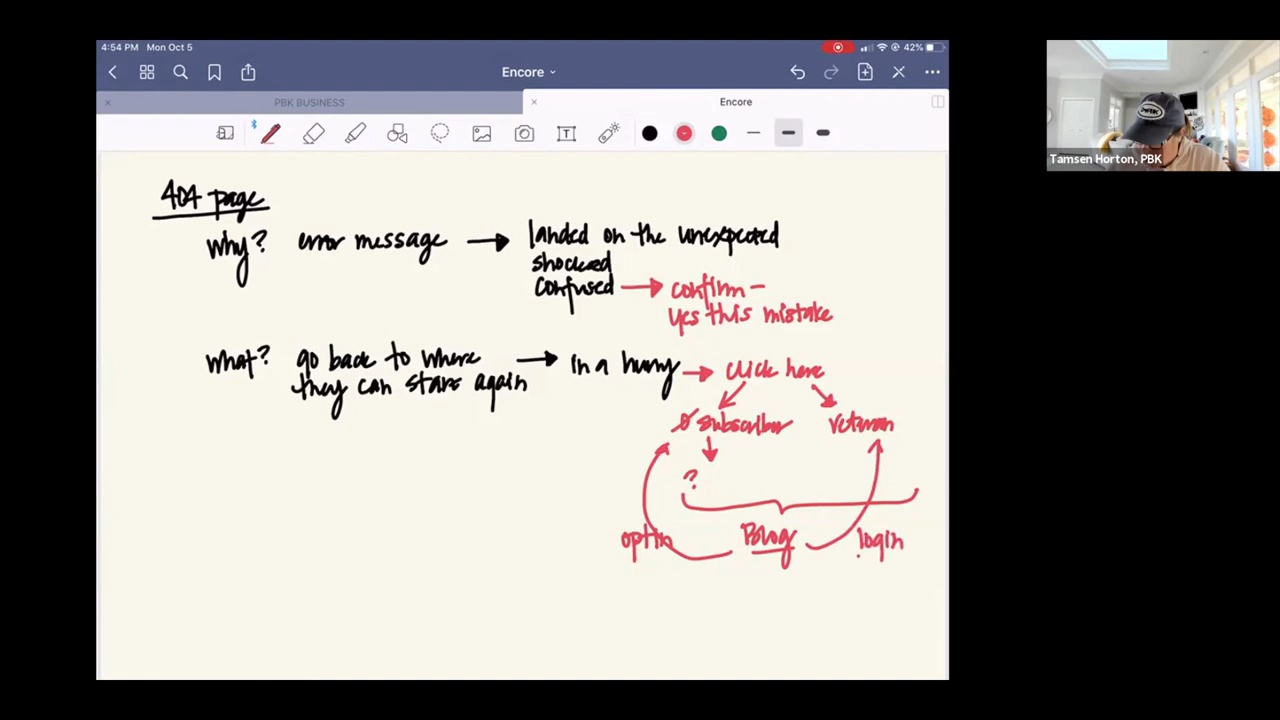 4:54 PM Mon Oct 5
42%
Encore
PBK BUSINESS
Encore
T
Tamsen Horton, PBK
404 page
why? error message → landed on the unexpected
shocked
confused → confirm -
yes this mistake
what? go back to where → in a hurry → click here
they can start again
Ø subscriber veteran
?
optin Blog login